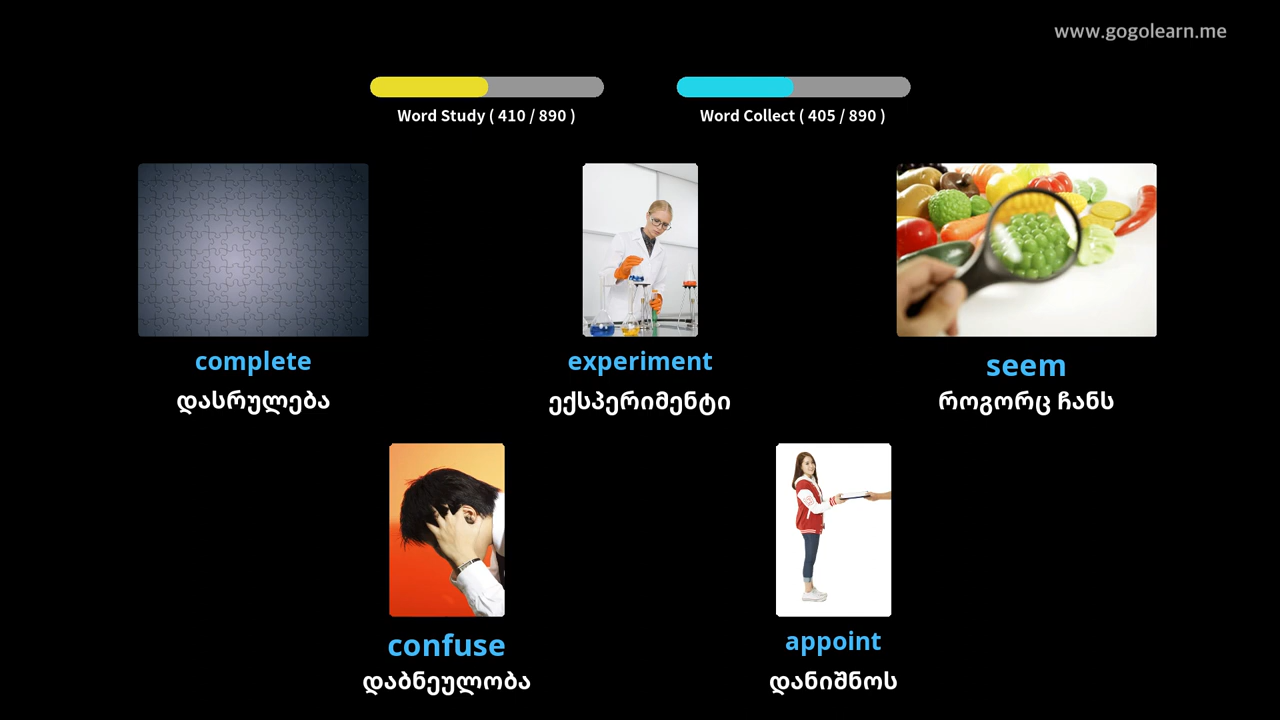 www.gogolearn.me
Word Study ( 410 / 890 )
Word Collect ( 405 / 890 )
complete
დასრულება
experiment
ექსპერიმენტი
seem
როგორც ჩანს
confuse
დაბნეულობა
appoint
დანიშნოს